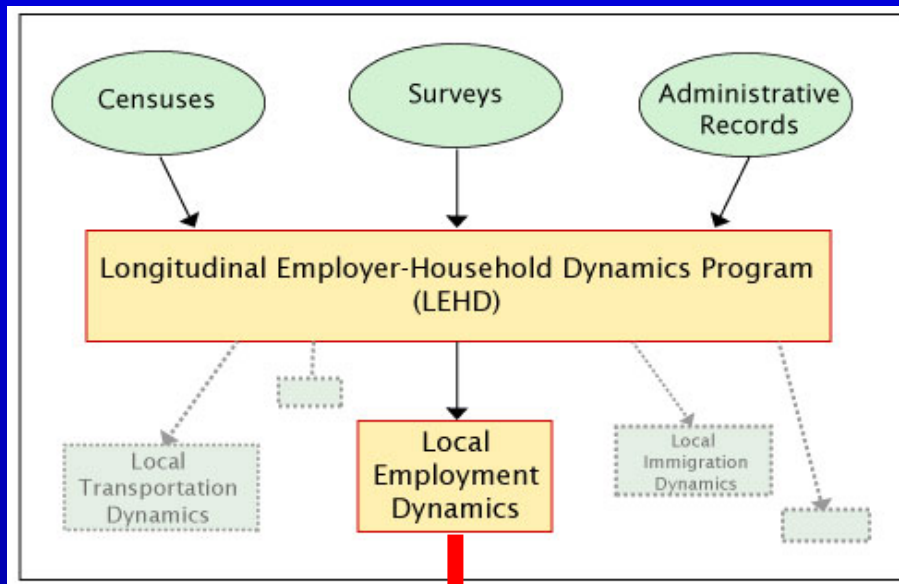 Censuses
Surveys
Administrative
Records
Longitudinal Employer-Household Dynamics Program
(LEHD)
Local
Transportation
Dynamics
Local
Employment
Dynamics
Local
Immigration
Dynamics